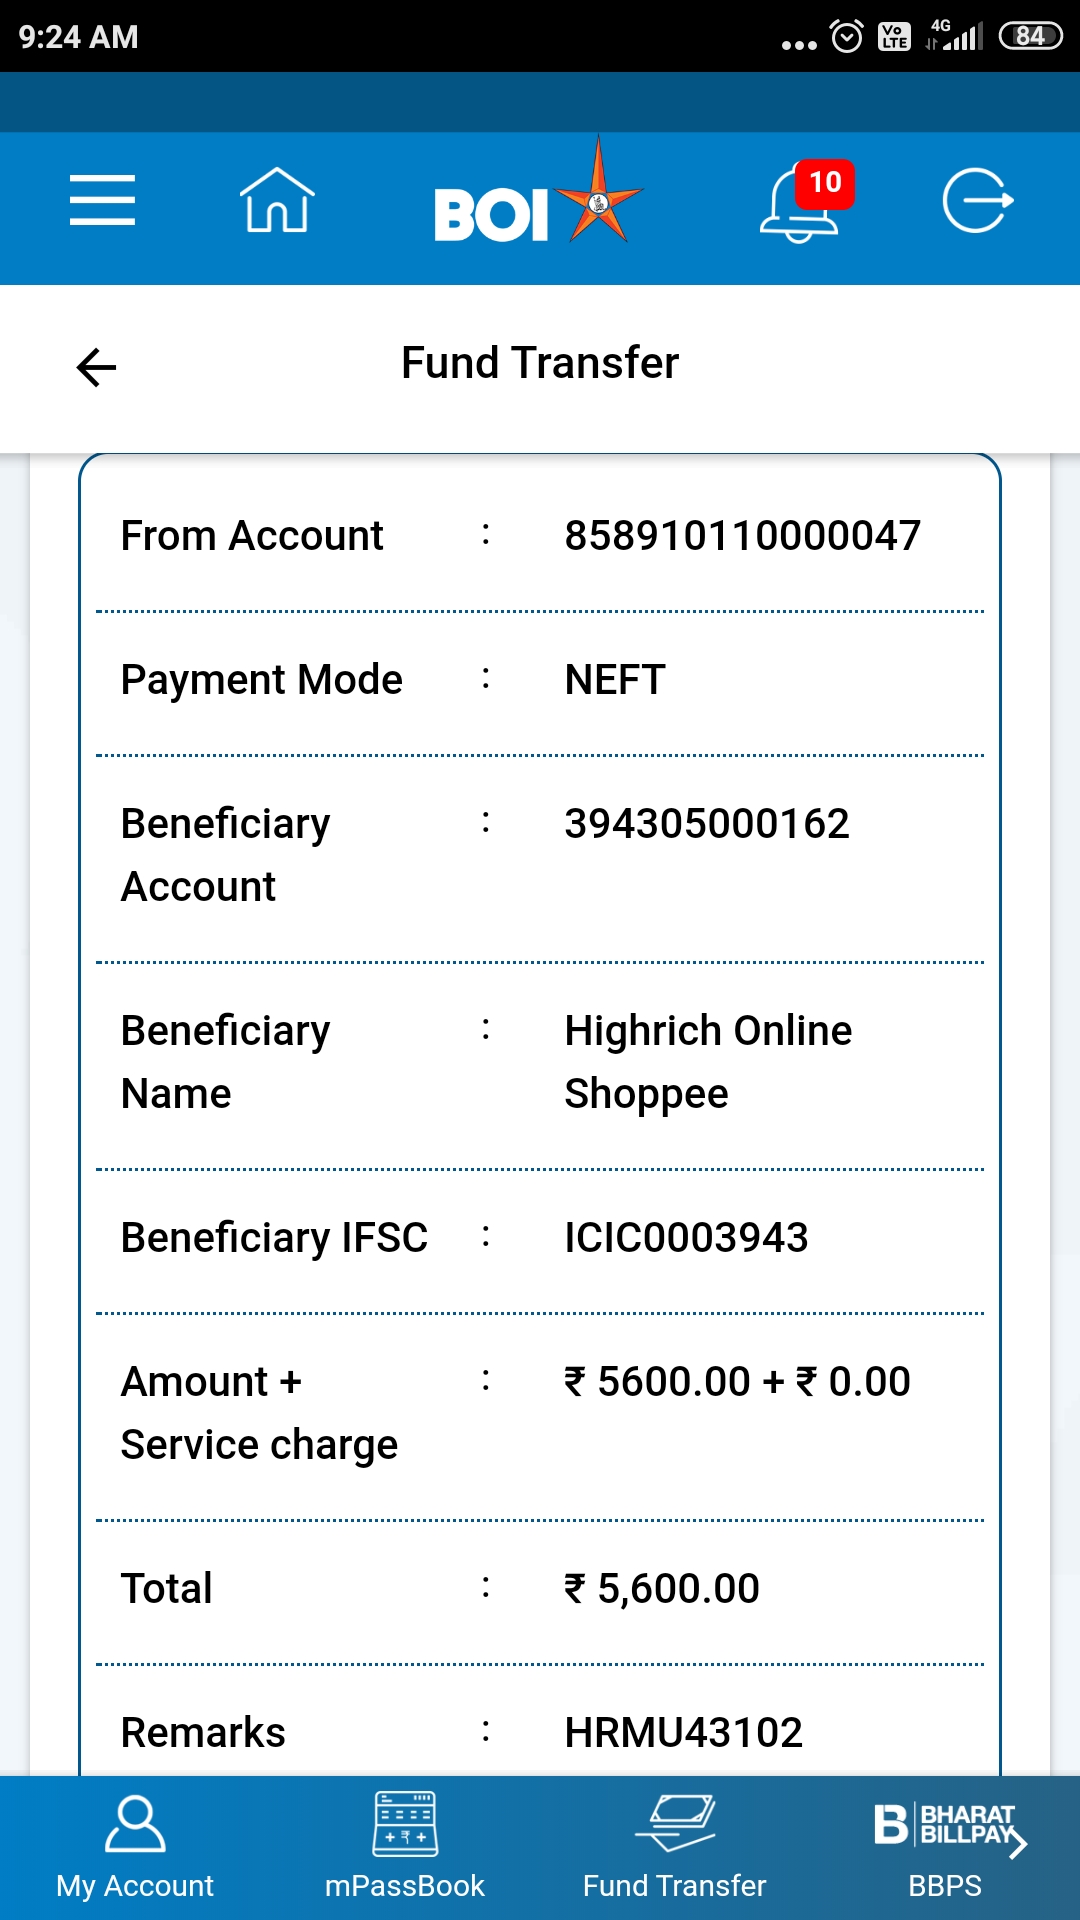 9:24 AM
Vo
LTE
4G
84
BOI
10
Fund Transfer
From Account : 858910110000047
Payment Mode : NEFT
Beneficiary Account : 394305000162
Beneficiary Name : Highrich Online Shoppee
Beneficiary IFSC : ICIC0003943
Amount + Service charge : ₹ 5600.00 + ₹ 0.00
Total : ₹ 5,600.00
Remarks : HRMU43102
My Account
mPassBook
Fund Transfer
B BHARAT BILLPAY
BBPS